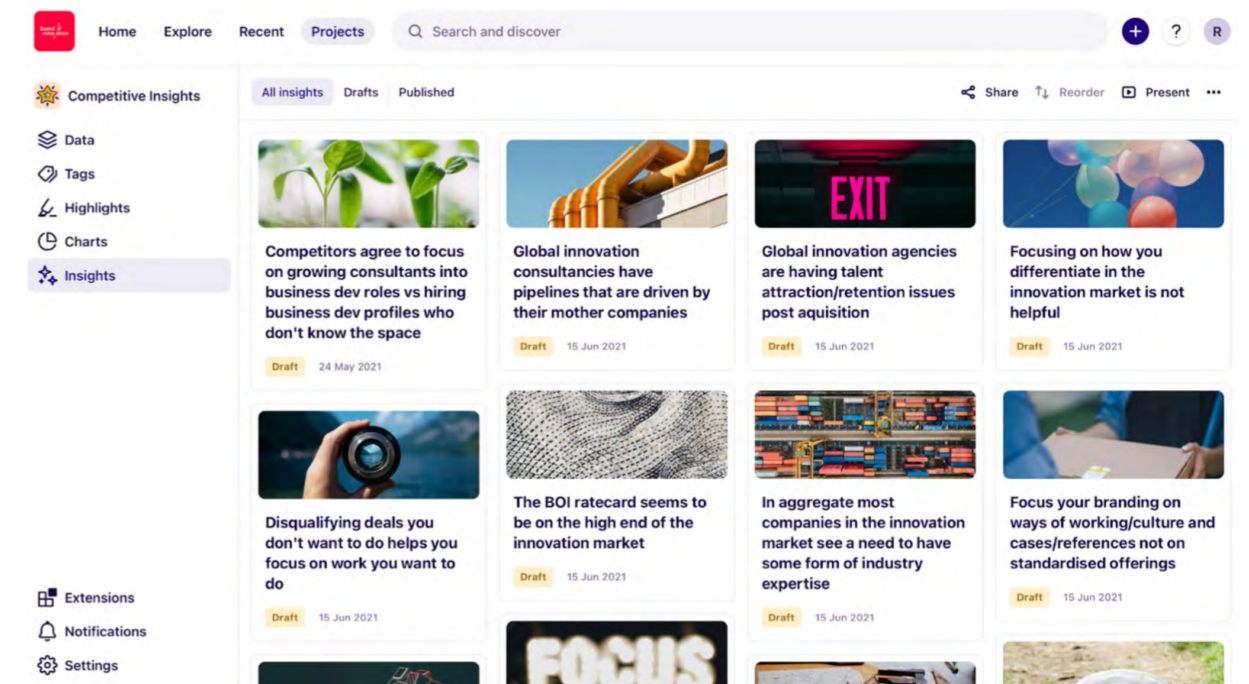 Home
Explore
Recent
Projects
Search and discover
+
?
R
Competitive Insights
Data
Tags
Highlights
Charts
Insights
Extensions
Notifications
Settings
All insights
Drafts
Published
Share
Reorder
Present
Competitors agree to focus
on growing consultants into
business dev roles vs hiring
business dev profiles who
don't know the space
Draft
24 May 2021
Global innovation
consultancies have
pipelines that are driven by
their mother companies
Draft
15 Jun 2021
EXIT
Global innovation agencies
are having talent
attraction/retention issues
post aquisition
Draft
15 Jun 2021
Focusing on how you
differentiate in the
innovation market is not
helpful
Draft
15 Jun 2021
Disqualifying deals you
don't want to do helps you
focus on work you want to
do
Draft
15 Jun 2021
The BOI ratecard seems to
be on the high end of the
innovation market
Draft
15 Jun 2021
In aggregate most
companies in the innovation
market see a need to have
some form of industry
expertise
Draft
15 Jun 2021
Focus your branding on
ways of working/culture and
cases/references not on
standardised offerings
Draft
15 Jun 2021
FOCUS